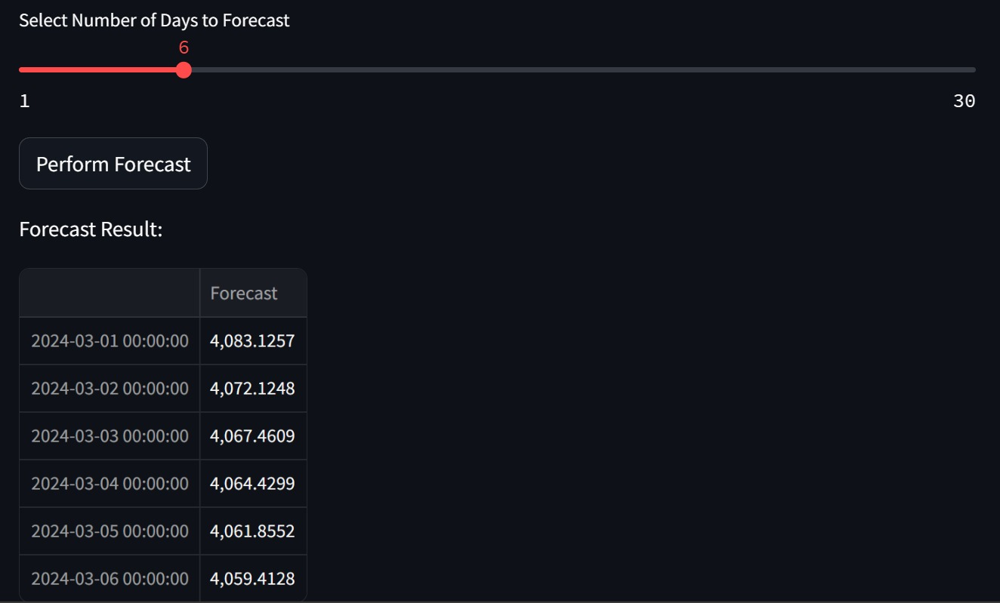 Select Number of Days to Forecast
6
1 30
Perform Forecast
Forecast Result:
Forecast
2024-03-01 00:00:00 4,083.1257
2024-03-02 00:00:00 4,072.1248
2024-03-03 00:00:00 4,067.4609
2024-03-04 00:00:00 4,064.4299
2024-03-05 00:00:00 4,061.8552
2024-03-06 00:00:00 4,059.4128